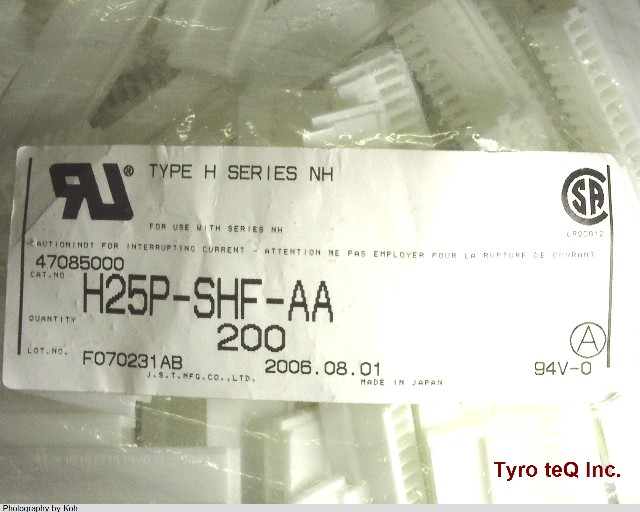 TYPE H SERIES NH
FOR USE WITH SERIES NH
CAUTION:NOT FOR INTERRUPTING CURRENT - ATTENTION NE PAS EMPLOYER POUR LA RUPTURE DE COURANT
47085000
CAT.NO H25P-SHF-AA
QUANTITY 200
LOT.NO. F070231AB 2006.08.01 94V-0
J.S.T.MFG.CO.,LTD. MADE IN JAPAN
A
Tyro teQ Inc.
Photography by Koh